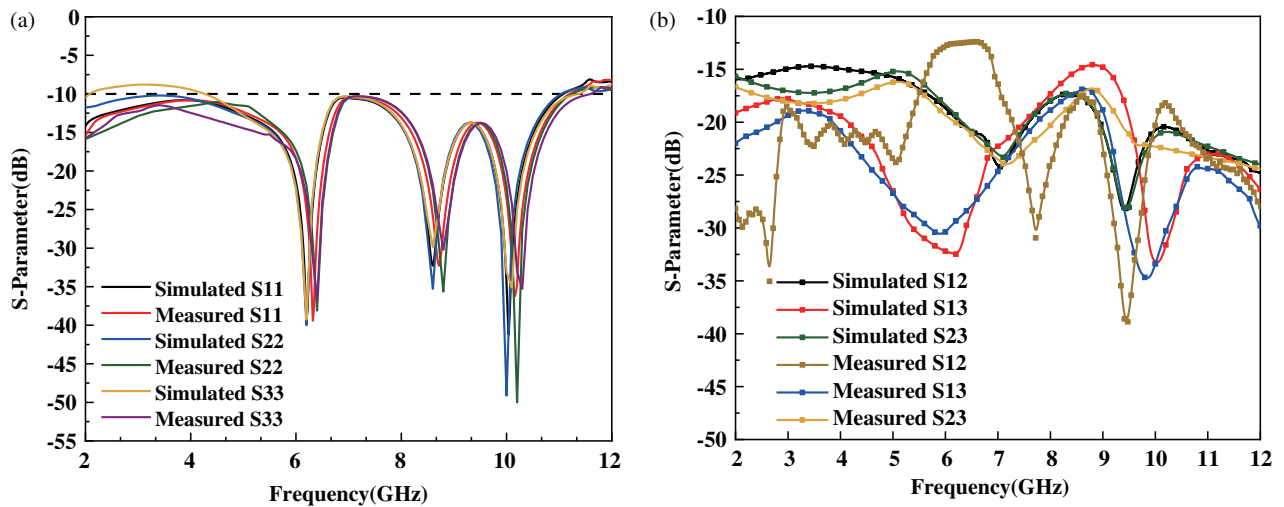 (a)
0
-5
-10
-15
-20
-25
-30
-35
-40
-45
-50
-55
S-Parameter(dB)
Simulated S11
Measured S11
Simulated S22
Measured S22
Simulated S33
Measured S33
2 4 6 8 10 12
Frequency(GHz)
(b)
-10
-15
-20
-25
-30
-35
-40
-45
-50
S-Parameter(dB)
Simulated S12
Simulated S13
Simulated S23
Measured S12
Measured S13
Measured S23
2 3 4 5 6 7 8 9 10 11 12
Frequency(GHz)